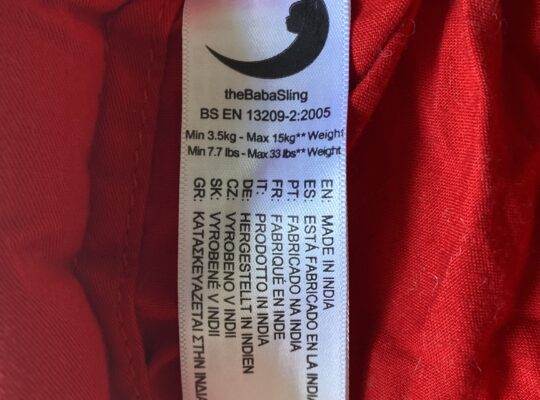 theBabaSling
BS EN 13209-2:2005
Min 3.5kg - Max 15kg** Weight
Min 7.7 lbs - Max 33 lbs** Weight
EN: MADE IN INDIA
ES: ESTÁ FABRICADO EN LA INDIA
PT: FABRICADO NA INDIA
FR: FABRIQUÉ EN INDE
IT: PRODOTTO IN INDIA
DE: HERGESTELLT IN INDIEN
CZ: VYROBENO V INDII
SK: VYROBENÉ V INDII
GR: ΚΑΤΑΣΚΕΥΑΖΕΤΑΙ ΣΤΗΝ ΙΝΔΙΑ